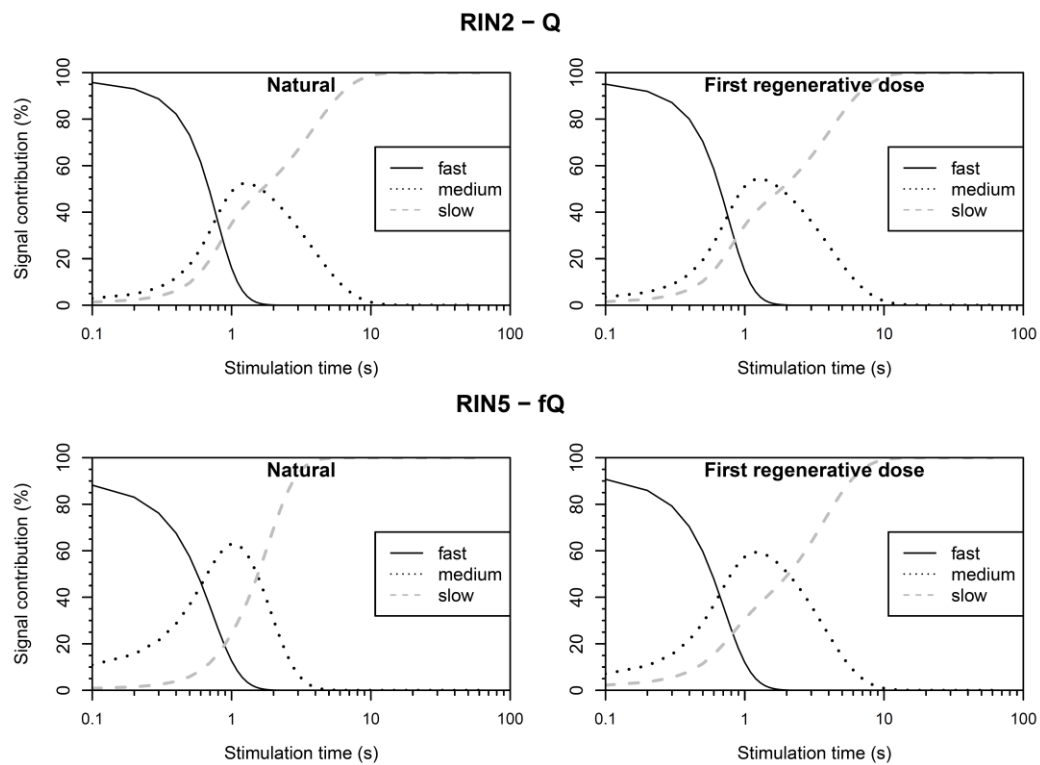 RIN2 − Q
Natural
First regenerative dose
Signal contribution (%)
0
20
40
60
80
100
fast
medium
slow
fast
medium
slow
0
20
40
60
80
100
0.1
1
10
100
0.1
1
10
100
Stimulation time (s)
Stimulation time (s)
RIN5 − fQ
Natural
First regenerative dose
Signal contribution (%)
0
20
40
60
80
100
fast
medium
slow
fast
medium
slow
0
20
40
60
80
100
0.1
1
10
100
0.1
1
10
100
Stimulation time (s)
Stimulation time (s)